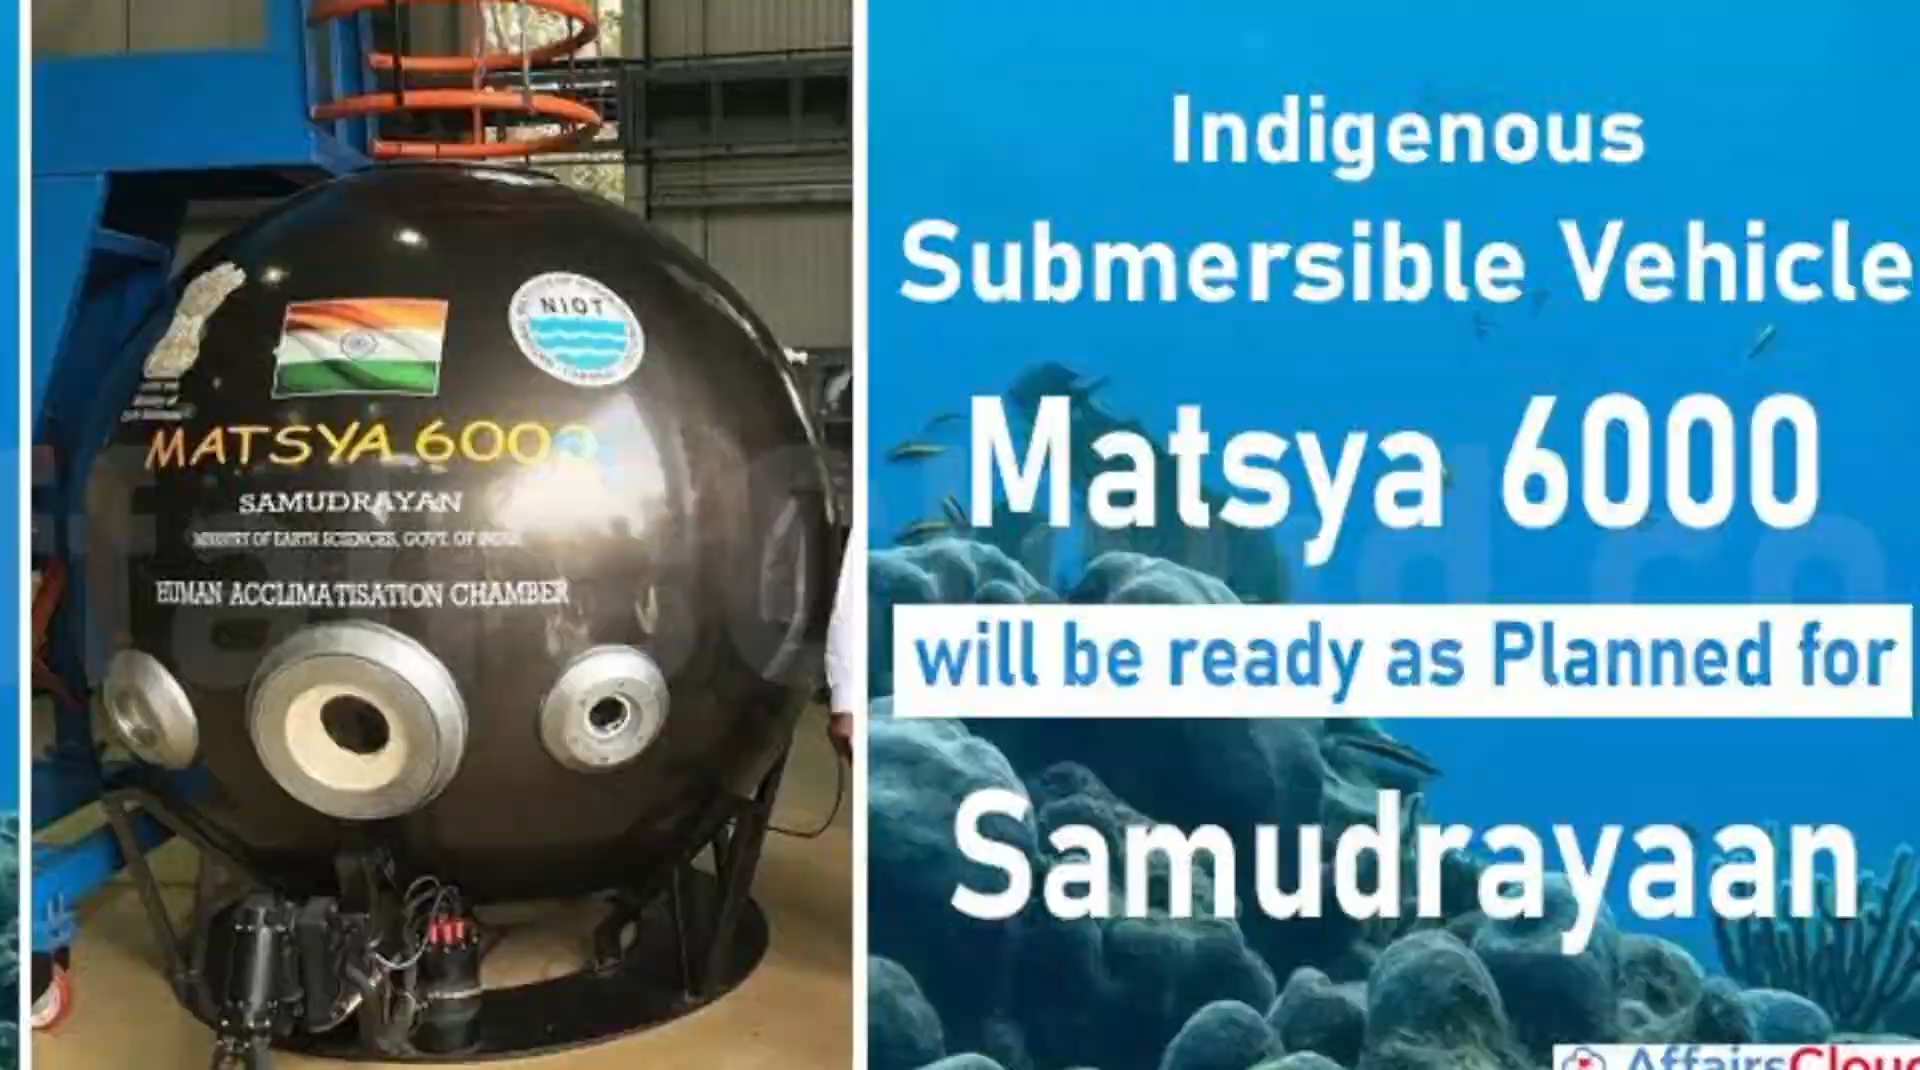 NIOT
MATSYA 6000
SAMUDRAYAN
MINISTRY OF EARTH SCIENCES, GOVT. OF INDIA
HUMAN ACCLIMATISATION CHAMBER
Indigenous
Submersible Vehicle
Matsya 6000
will be ready as Planned for
Samudrayaan
AffairsCloud